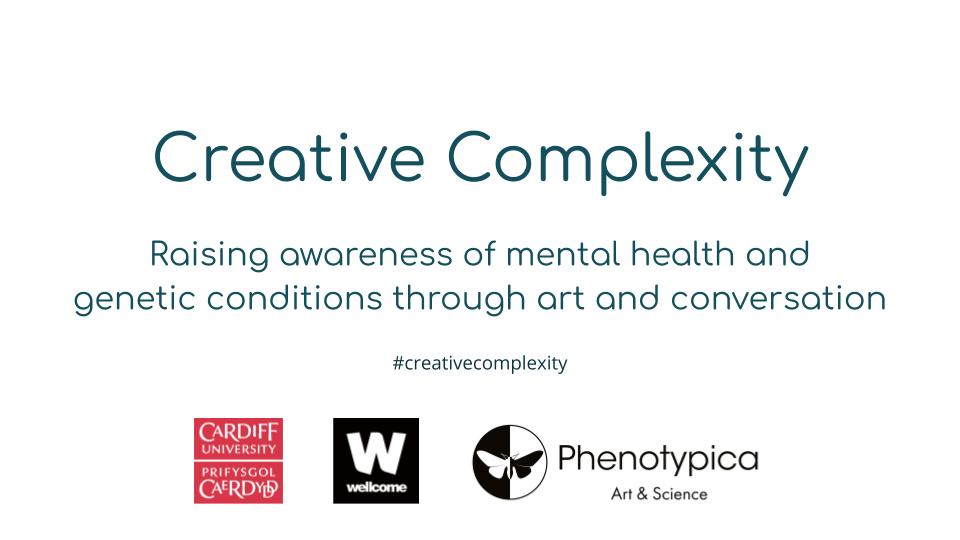 Creative Complexity
Raising awareness of mental health and
genetic conditions through art and conversation
#creativecomplexity
CARDIFF
UNIVERSITY
PRIFYSGOL
CAERDYDD
W
wellcome
Phenotypica
Art & Science